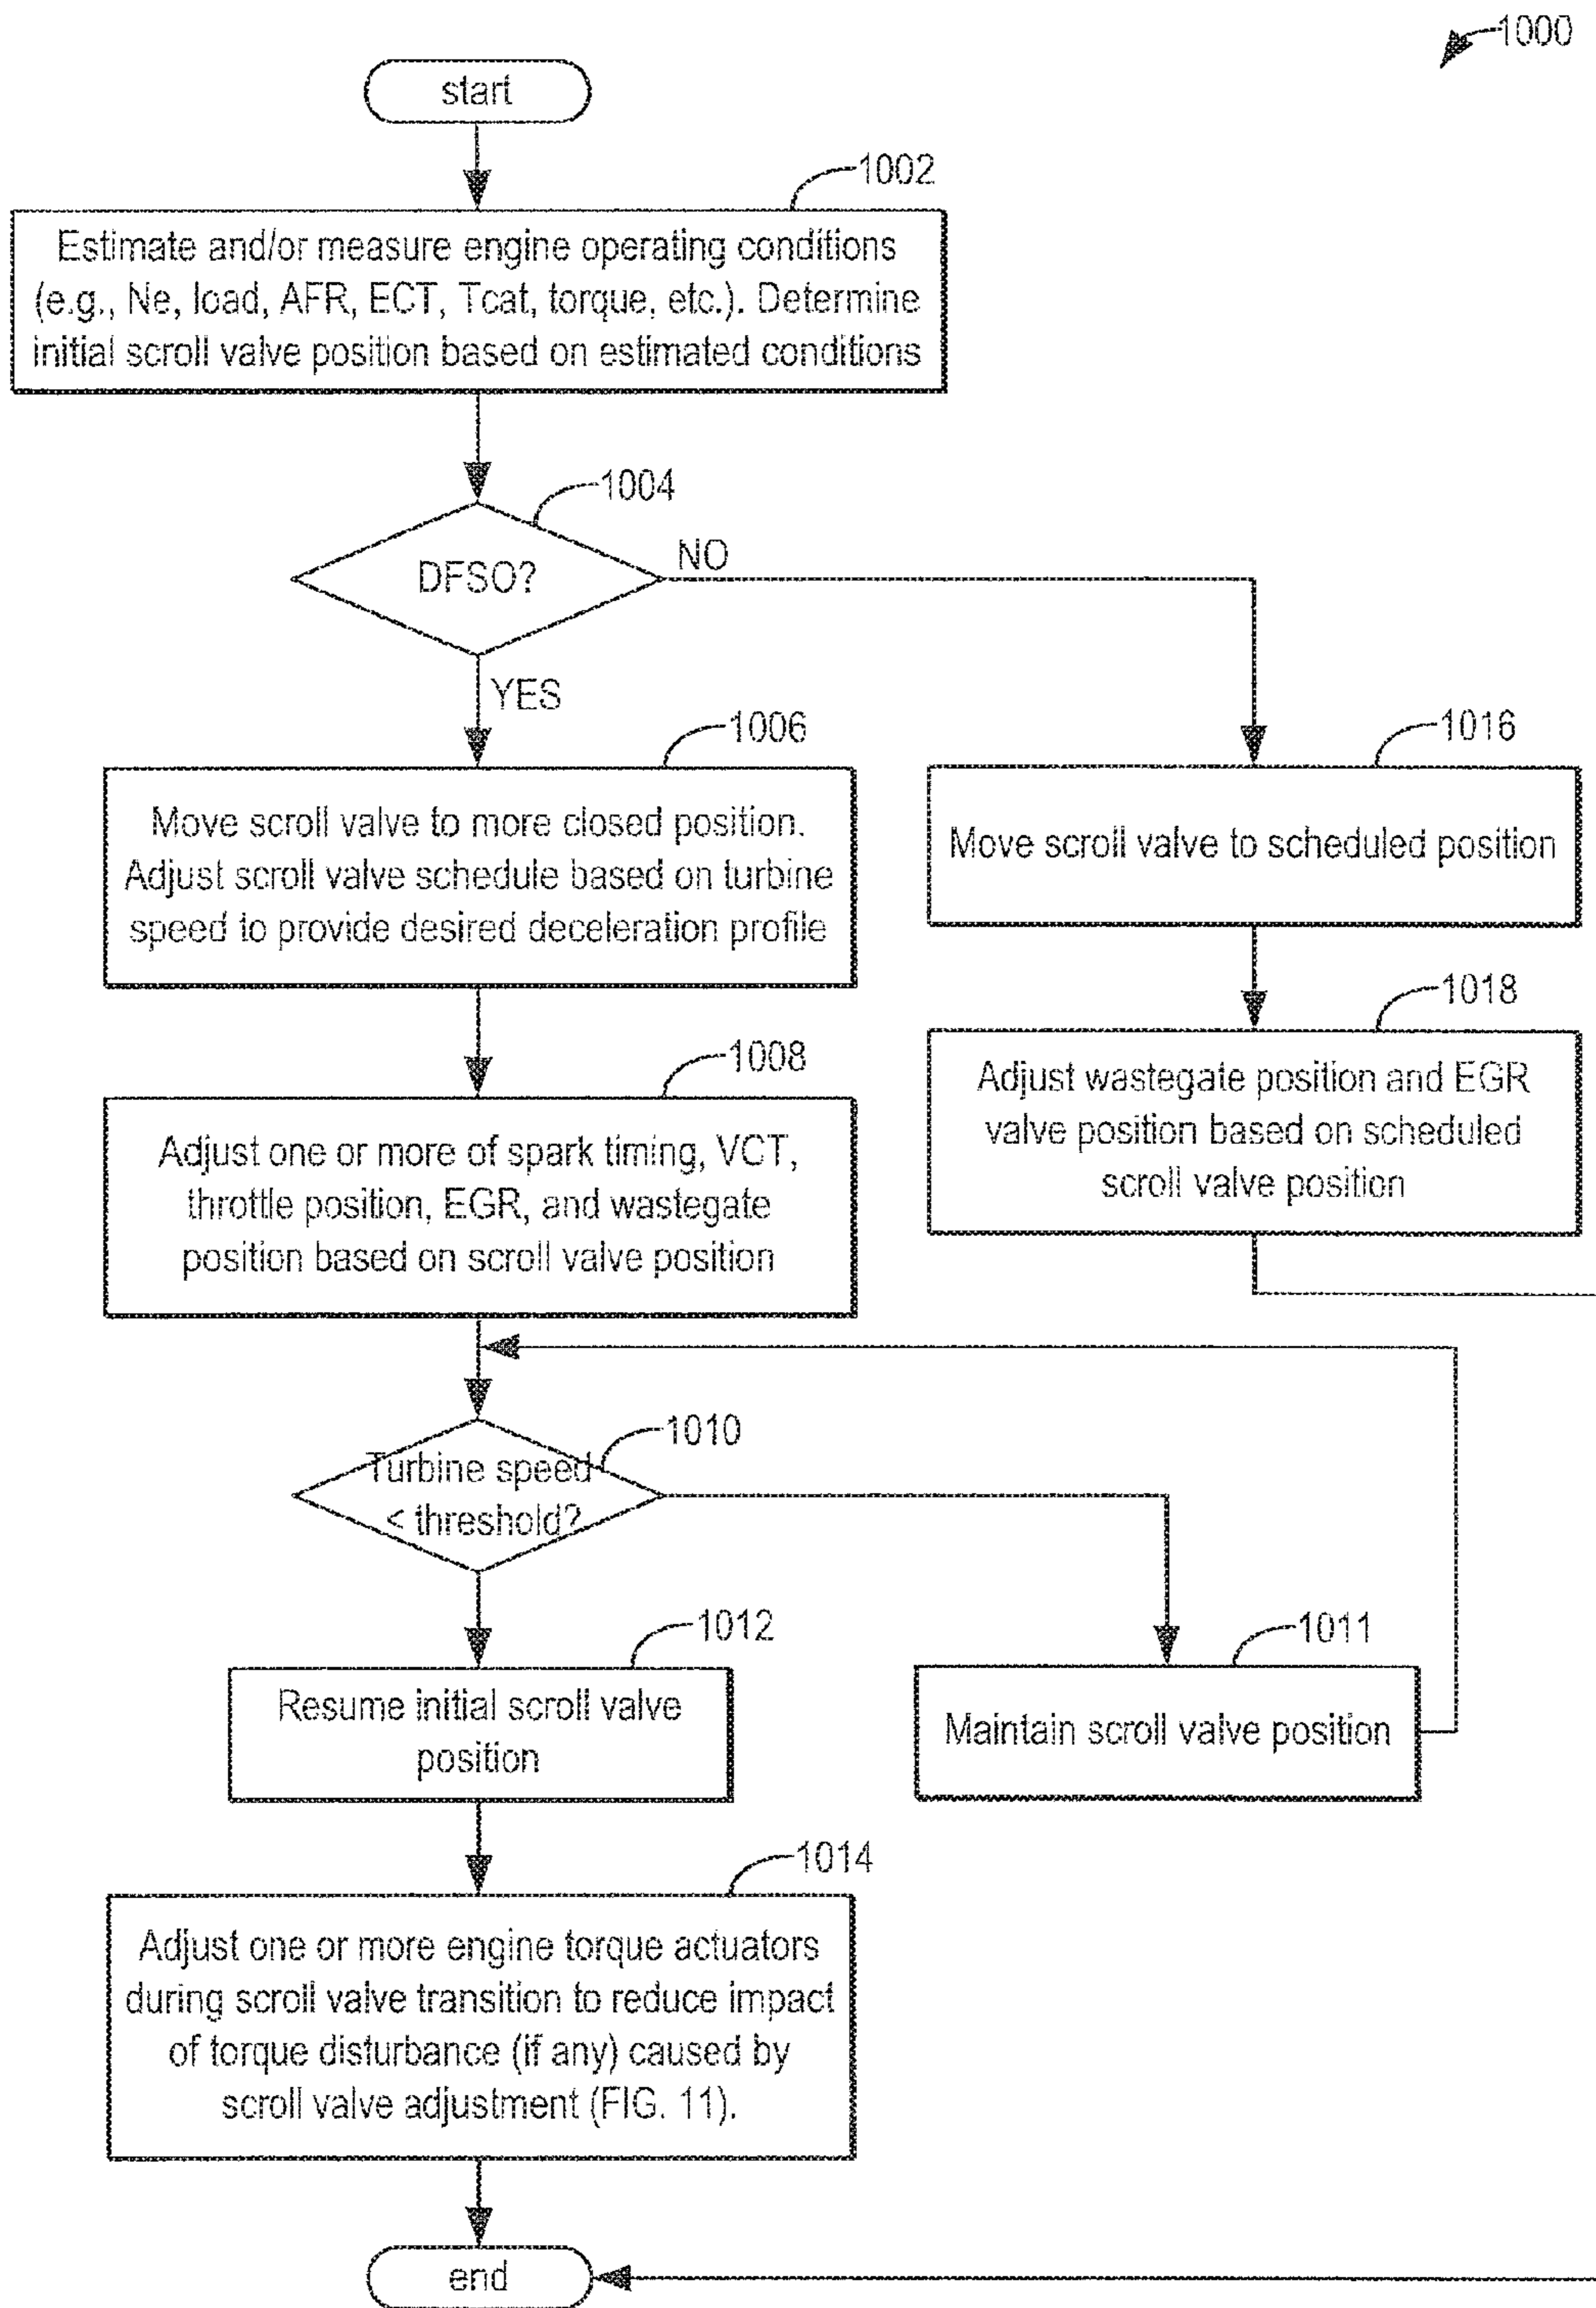 1000
start
1002
Estimate and/or measure engine operating conditions
(e.g., Ne, load, AFR, ECT, Tcat, torque, etc.). Determine
initial scroll valve position based on estimated conditions
1004
DFSO?
NO
YES
1006
Move scroll valve to more closed position.
Adjust scroll valve schedule based on turbine
speed to provide desired deceleration profile
1016
Move scroll valve to scheduled position
1008
Adjust one or more of spark timing, VCT,
throttle position, EGR, and wastegate
position based on scroll valve position
1018
Adjust wastegate position and EGR
valve position based on scheduled
scroll valve position
1010
Turbine speed
< threshold?
1012
Resume initial scroll valve
position
1011
Maintain scroll valve position
1014
Adjust one or more engine torque actuators
during scroll valve transition to reduce impact
of torque disturbance (if any) caused by
scroll valve adjustment (FIG. 11).
end